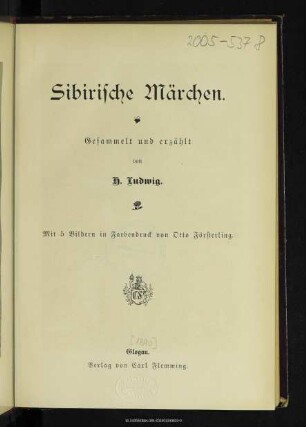 2005-537 8
Sibirische Märchen.
Gesammelt und erzählt
von
H. Ludwig.
Mit 5 Bildern in Farbendruck von Otto Försterling.
Glogau.
Verlag von Carl Flemming.